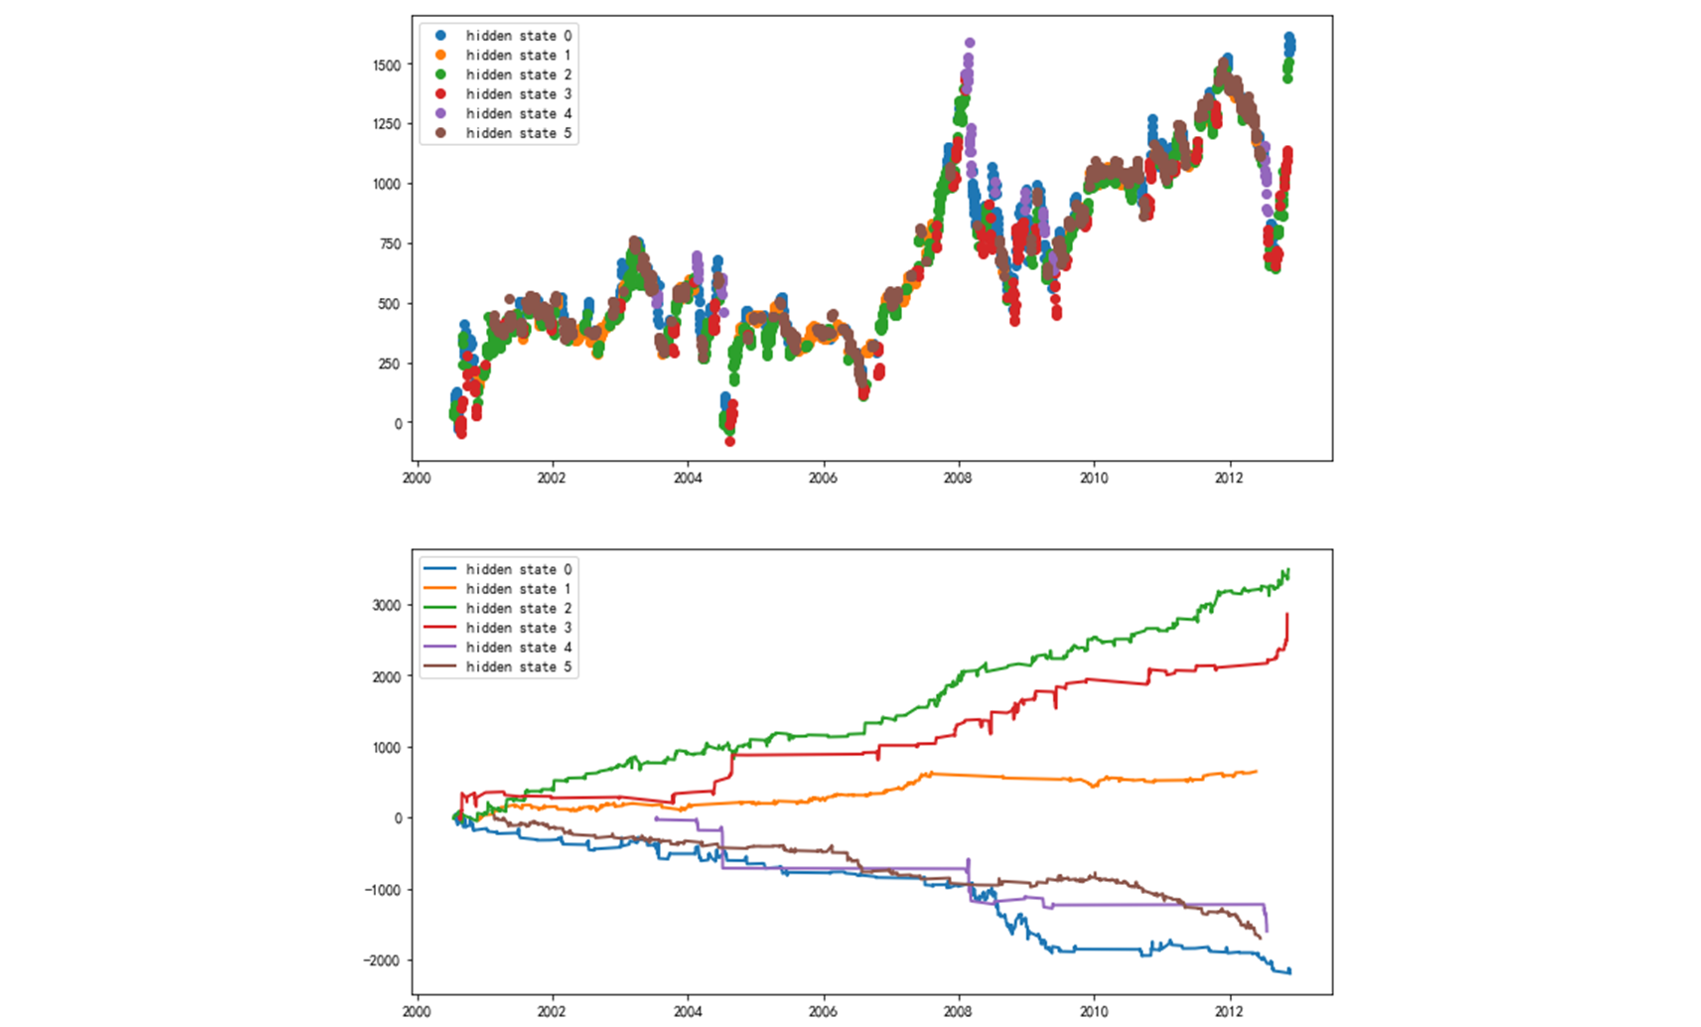 hidden state 0
hidden state 1
hidden state 2
hidden state 3
hidden state 4
hidden state 5
1500
1250
1000
750
500
250
0
2000 2002 2004 2006 2008 2010 2012
hidden state 0
hidden state 1
hidden state 2
hidden state 3
hidden state 4
hidden state 5
3000
2000
1000
0
−1000
−2000
2000 2002 2004 2006 2008 2010 2012